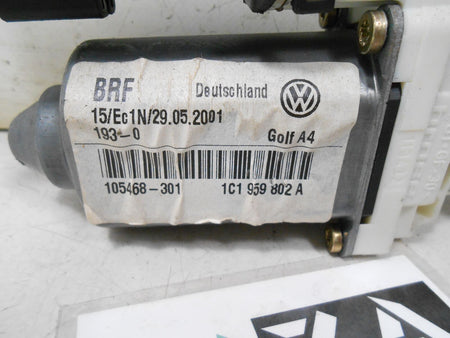 BRF Deutschland
15/Ec1N/29.05.2001
193-0 Golf A4
105468-301 1C1 959 802 A